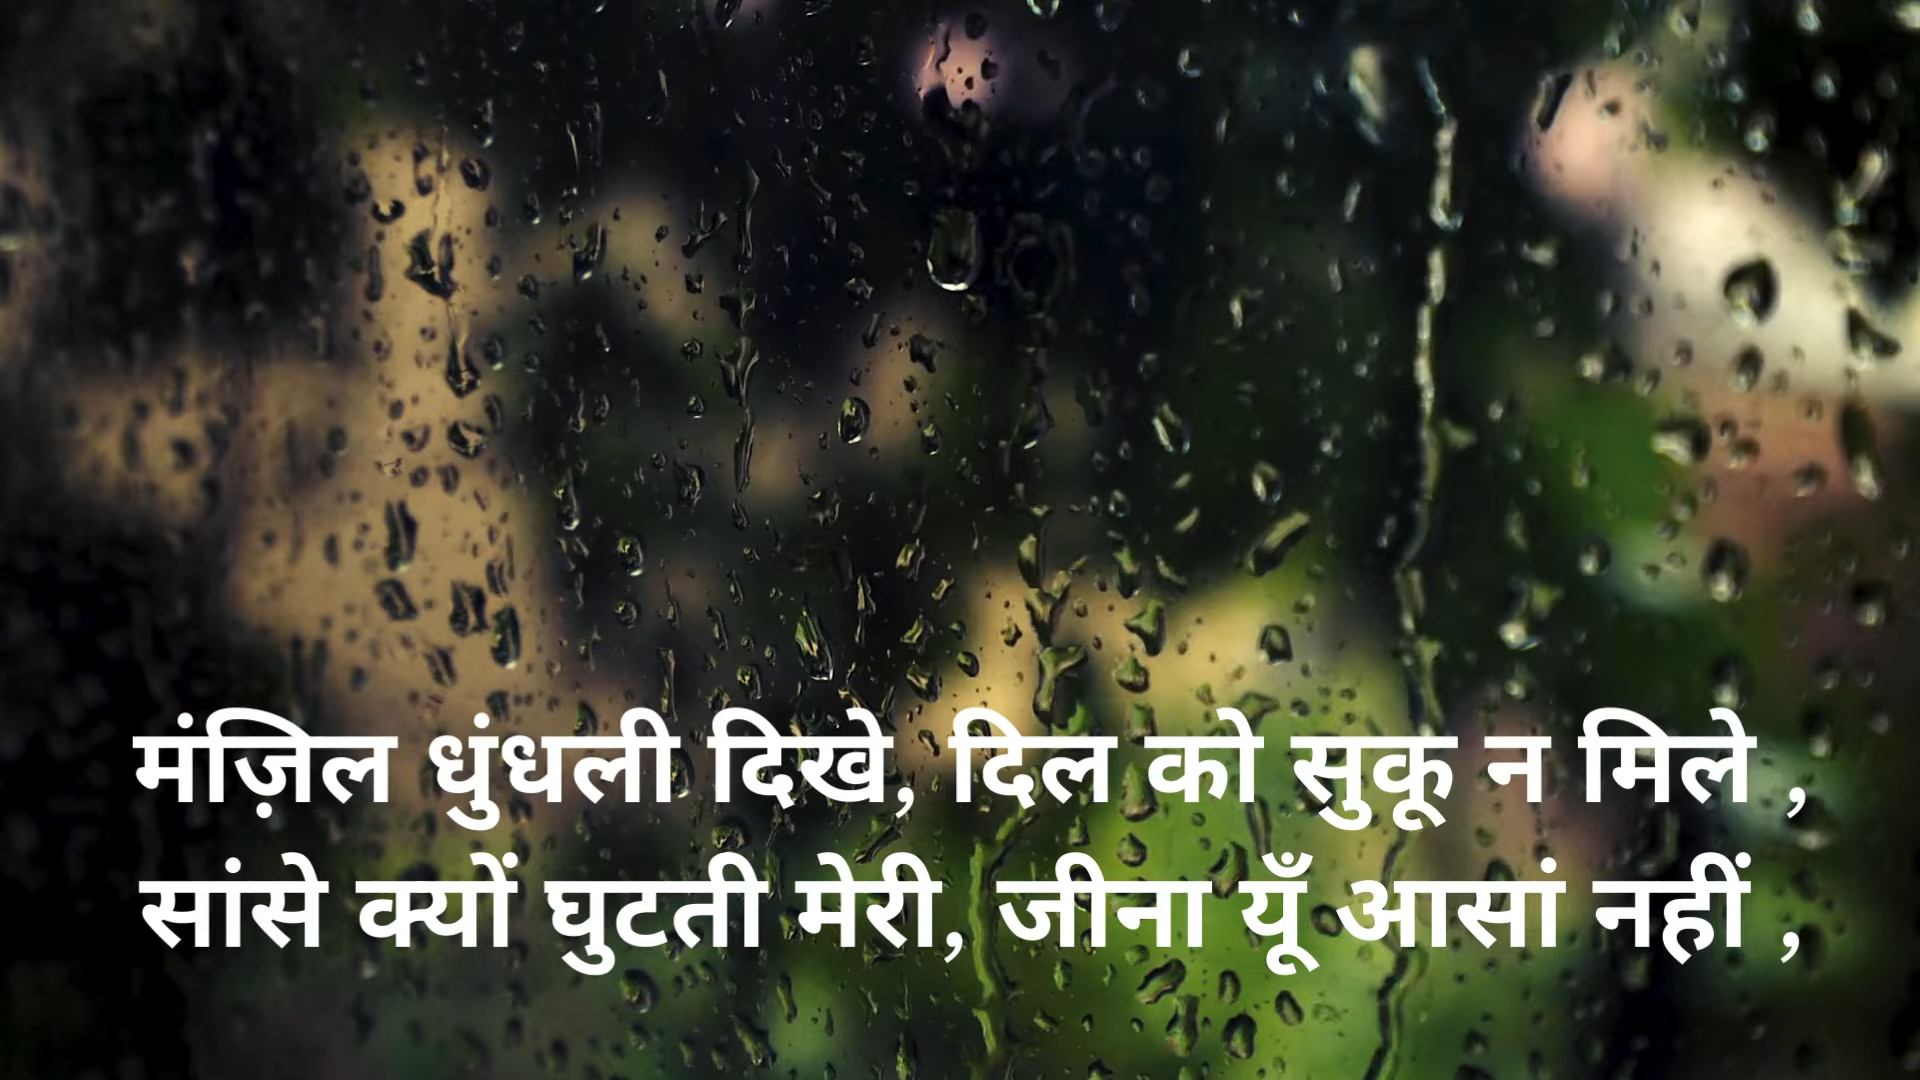 मंज़िल धुंधली दिखे, दिल को सुकू न मिले ,
सांसे क्यों घुटती मेरी, जीना यूँ आसां नहीं ,